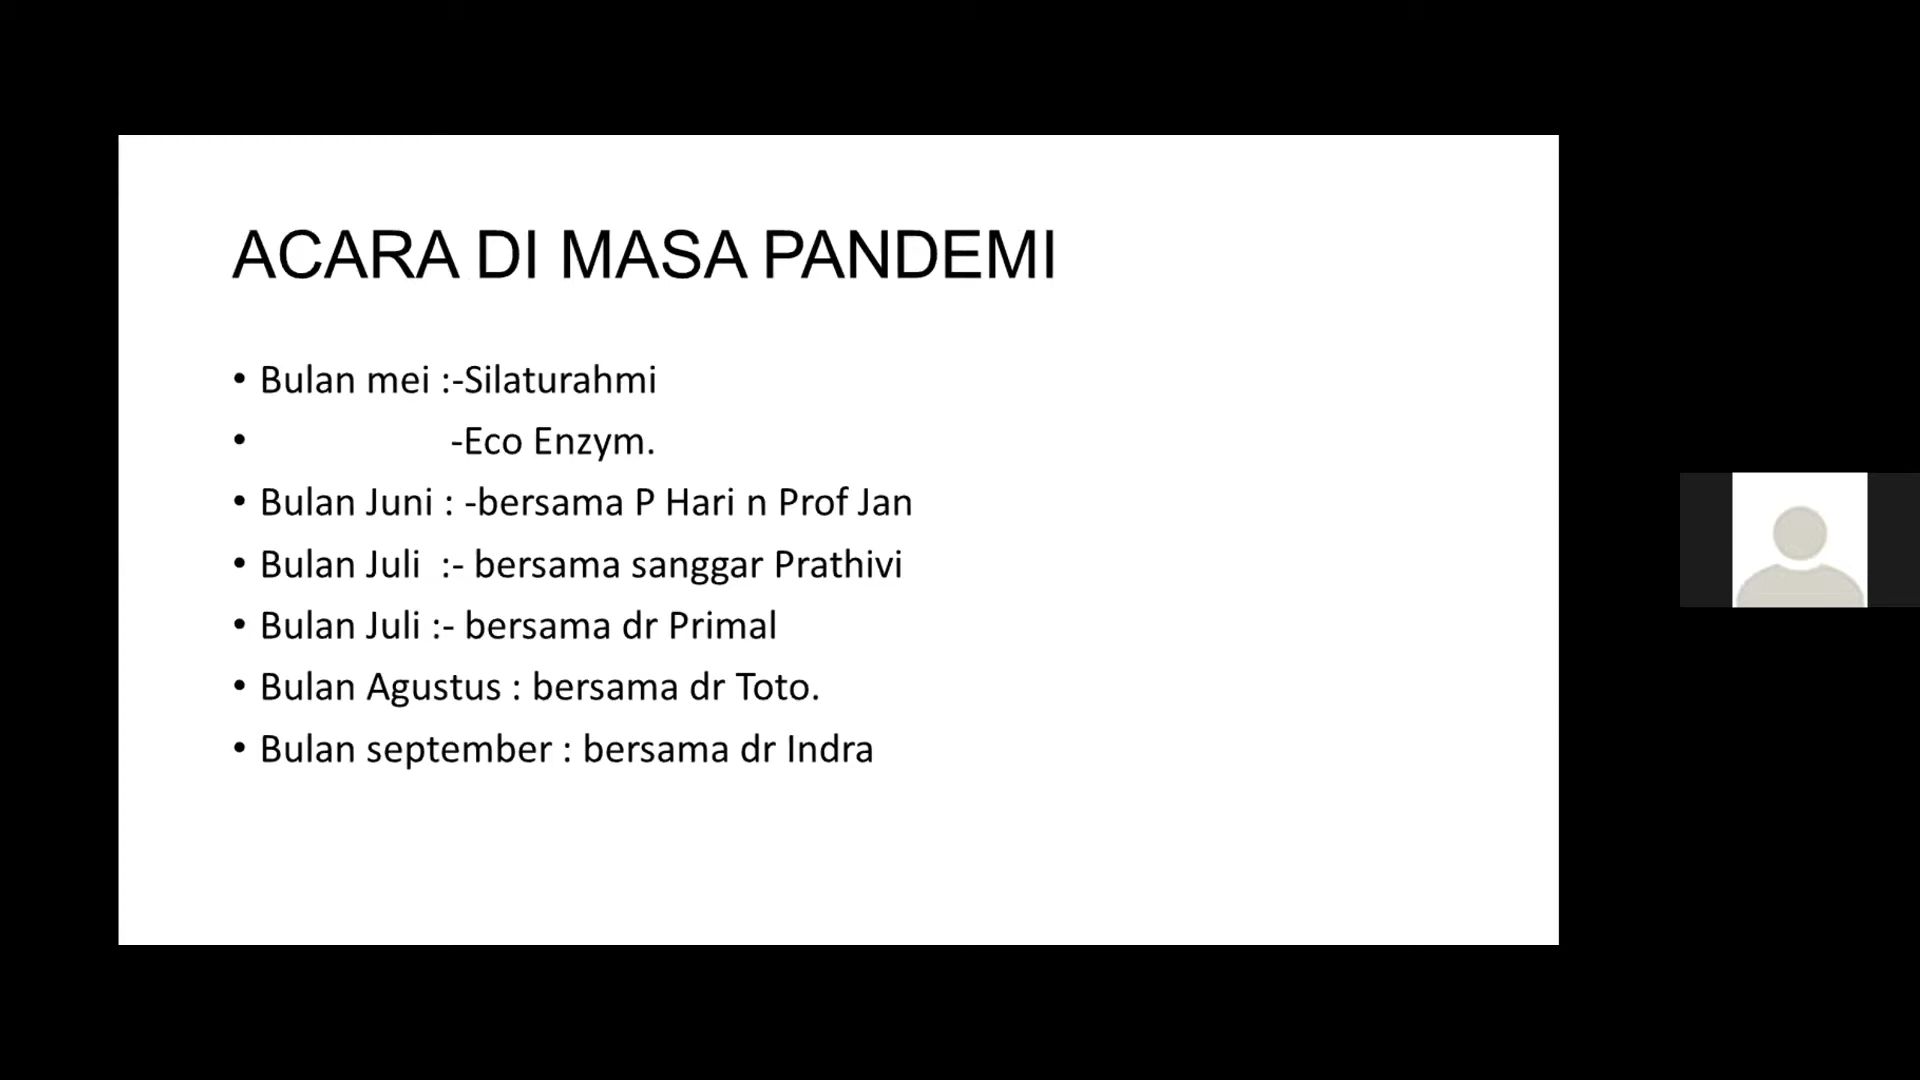 ACARA DI MASA PANDEMI
• Bulan mei :-Silaturahmi
• -Eco Enzym.
• Bulan Juni : -bersama P Hari n Prof Jan
• Bulan Juli  :- bersama sanggar Prathivi
• Bulan Juli :- bersama dr Primal
• Bulan Agustus : bersama dr Toto.
• Bulan september : bersama dr Indra